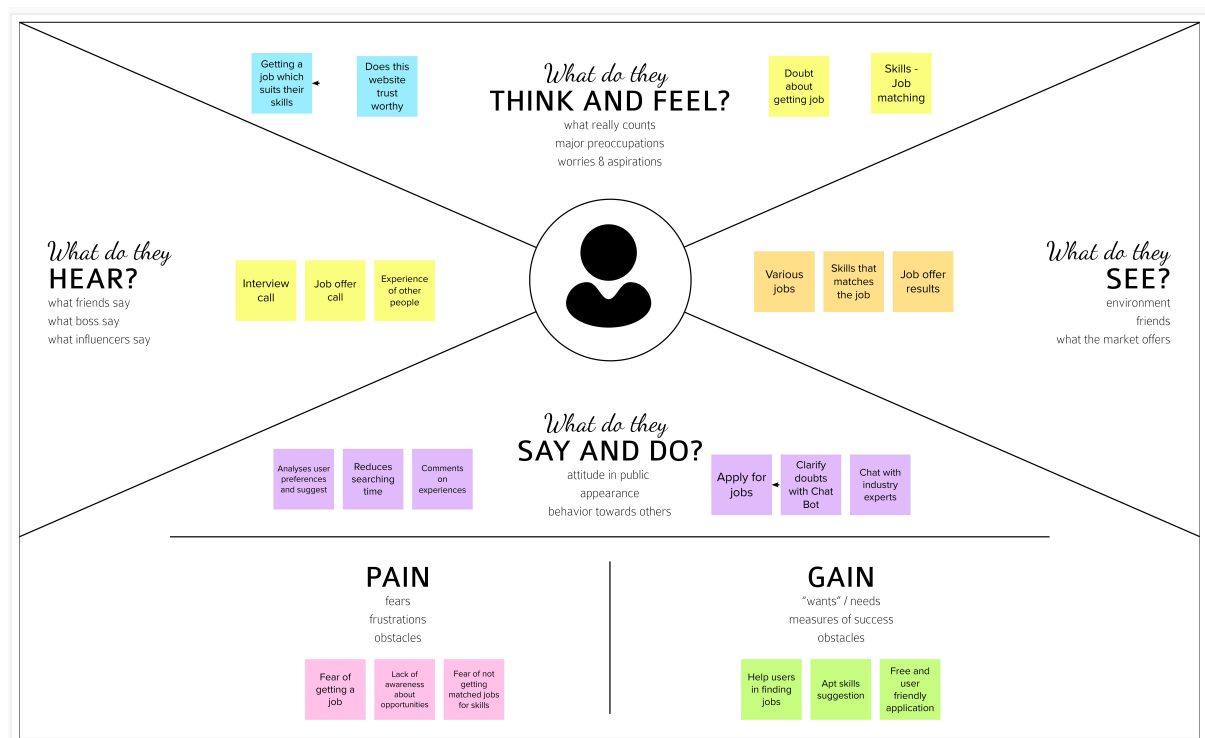 Getting a
job which
suits their
skills
Does this
website
trust
worthy
What do they
THINK AND FEEL?
what really counts
major preoccupations
worries & aspirations
Doubt
about
getting job
Skills -
Job
matching
What do they
HEAR?
what friends say
what boss say
what influencers say
Interview
call
Job offer
call
Experience
of other
people
Various
jobs
Skills that
matches
the job
Job offer
results
What do they
SEE?
environment
friends
what the market offers
What do they
SAY AND DO?
attitude in public
appearance
behavior towards others
Analyses user
preferences
and suggest
Reduces
searching
time
Comments
on
experiences
Apply for
jobs
Clarify
doubts
with Chat
Bot
Chat with
industry
experts
PAIN
fears
frustrations
obstacles
Fear of
getting a
job
Lack of
awareness
about
opportunities
Fear of not
getting
matched jobs
for skills
GAIN
"wants" / needs
measures of success
obstacles
Help users
in finding
jobs
Apt skills
suggestion
Free and
user
friendly
application